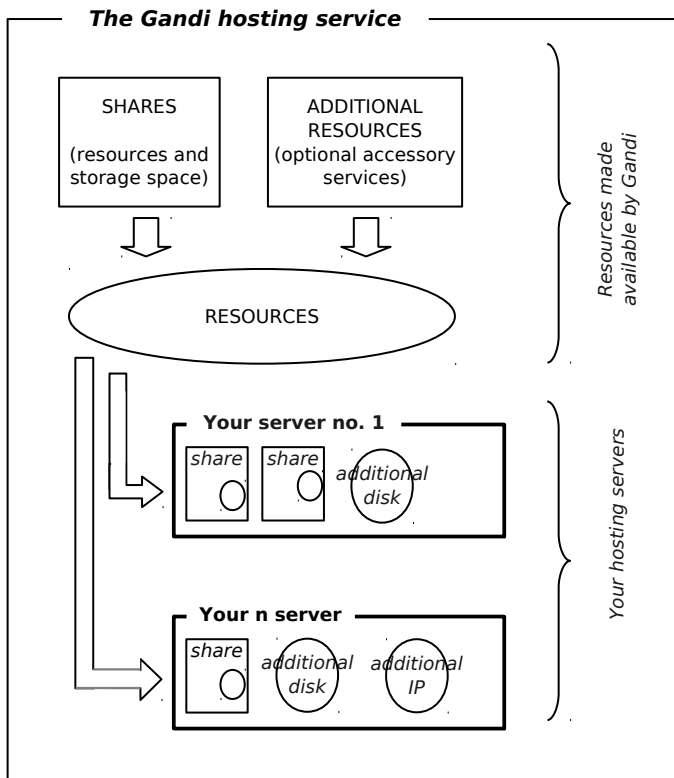 The Gandi hosting service
SHARES
(resources and
storage space)
ADDITIONAL
RESOURCES
(optional accessory
services)
Resources made
available by Gandi
RESOURCES
Your server no. 1
share
share
additional
disk
Your hosting servers
Your n server
share
additional
disk
additional
IP